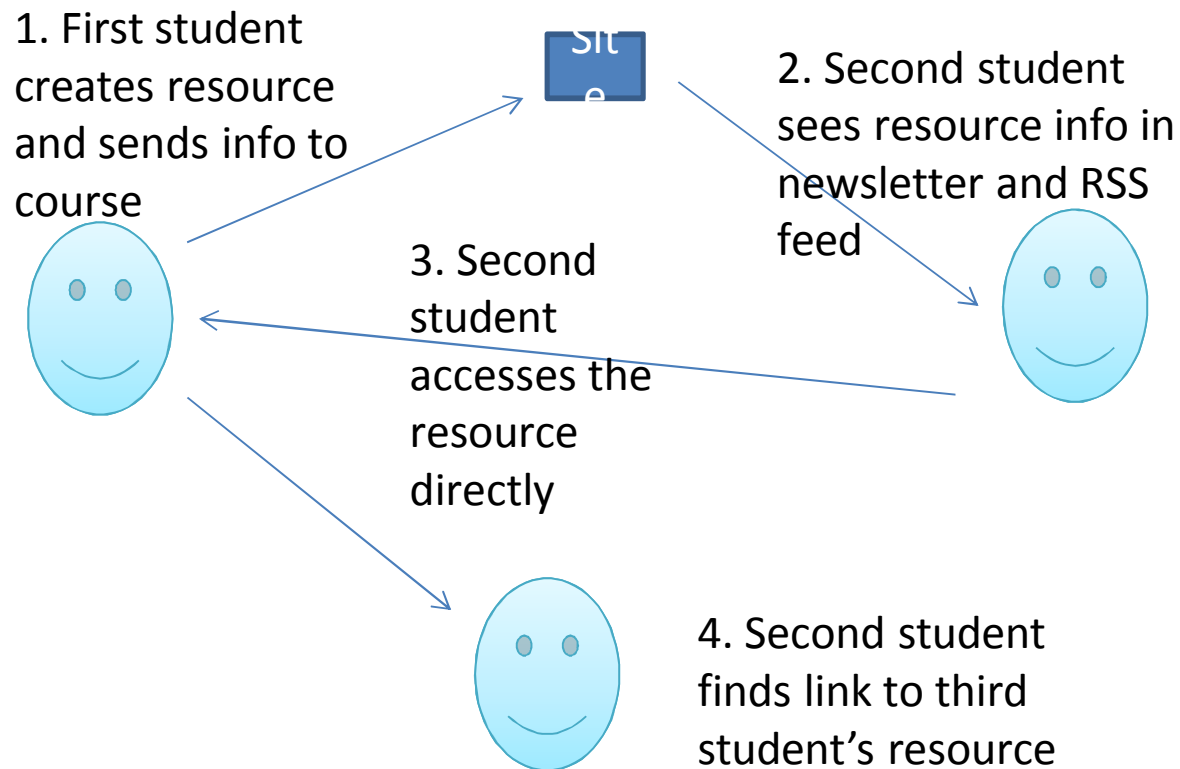 1. First student
creates resource
and sends info to
course
Sit
e
2. Second student
sees resource info in
newsletter and RSS
feed
3. Second
student
accesses the
resource
directly
4. Second student
finds link to third
student’s resource